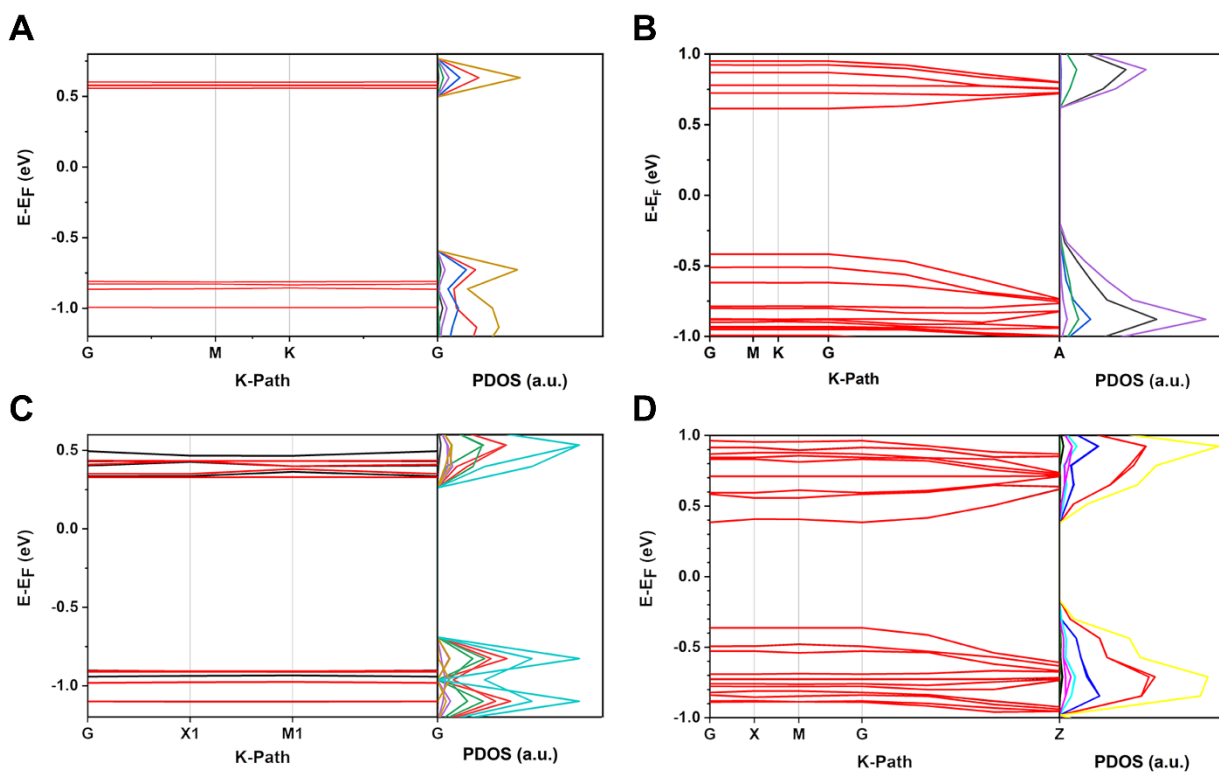 A
E-EF (eV)
0.5
0.0
-0.5
-1.0
G M K G
K-Path PDOS (a.u.)
B
E-EF (eV)
1.0
0.5
0.0
-0.5
-1.0
G M K G A
K-Path PDOS (a.u.)
C
E-EF (eV)
0.5
0.0
-0.5
-1.0
G X1 M1 G
K-Path PDOS (a.u.)
D
E-EF (eV)
1.0
0.5
0.0
-0.5
-1.0
G X M G Z
K-Path PDOS (a.u.)